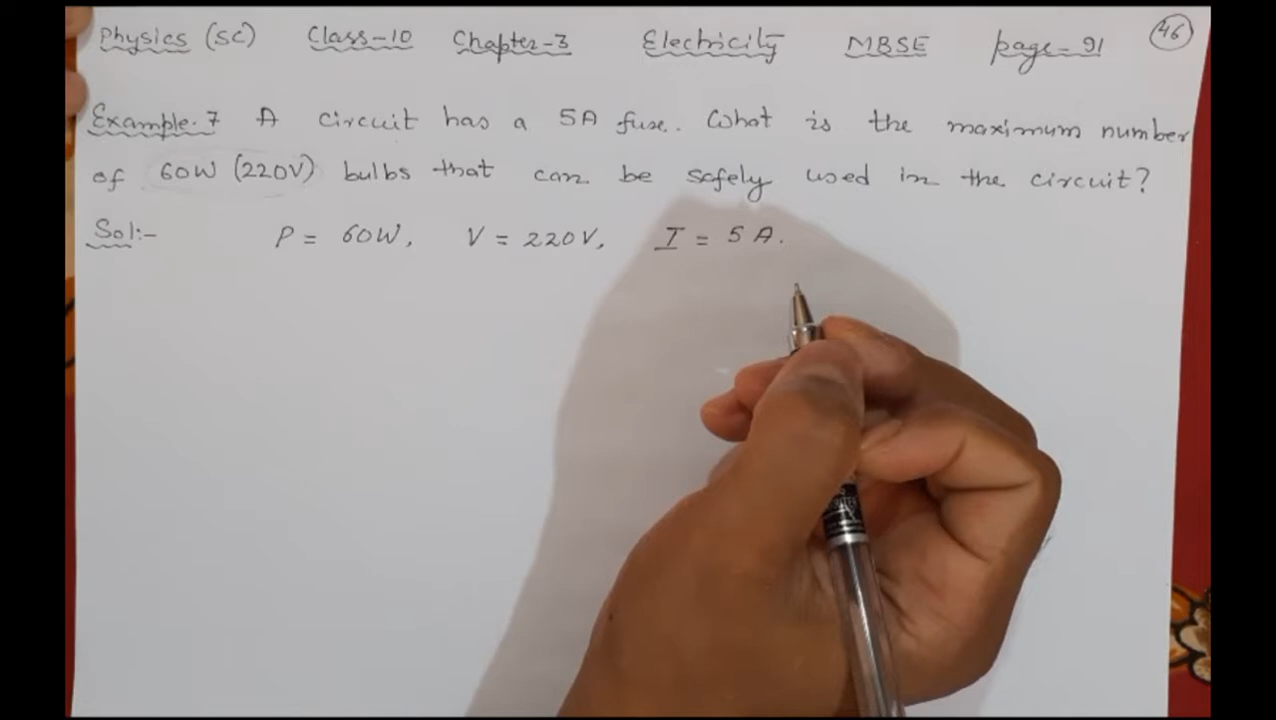 Physics (SC) Class-10 Chapter-3 Electricity MBSE page-91 46
Example.7 A circuit has a 5A fuse. What is the maximum number
of 60W (220V) bulbs that can be safely used in the circuit?
Sol:- P = 60W, V = 220V, I = 5A.